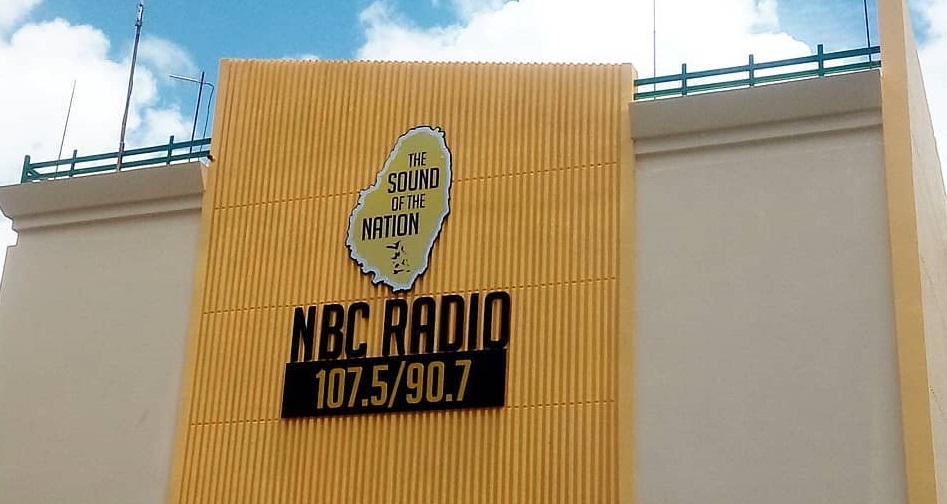 THE
SOUND
OF THE
NATION
NBC RADIO
107.5/90.7